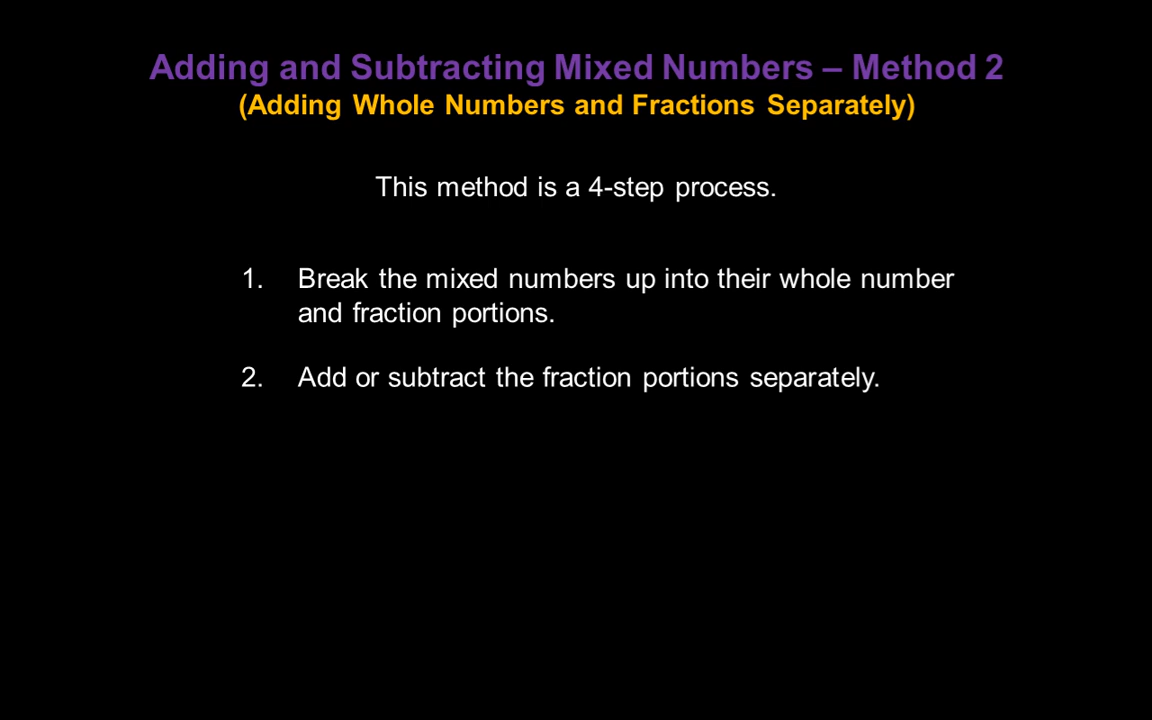 Adding and Subtracting Mixed Numbers – Method 2
(Adding Whole Numbers and Fractions Separately)
This method is a 4-step process.
1. Break the mixed numbers up into their whole number
and fraction portions.
2. Add or subtract the fraction portions separately.